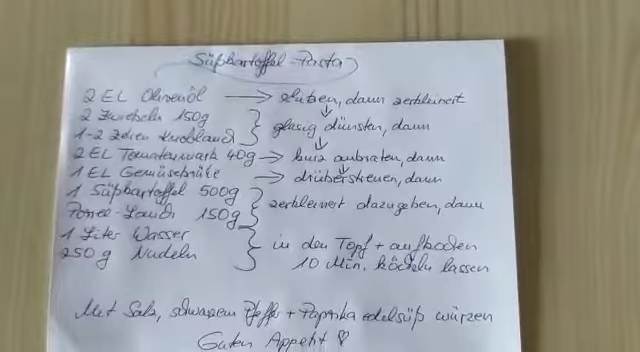 Süßkartoffel-Pasta
2 EL Olivenöl → erhitzen, dann zerkleinert
2 Zwiebeln 150g
1-2 Zehen Knoblauch } glasig dünsten, dann
2 EL Tomatenmark 40g → kurz anbraten, dann
1 EL Gemüsebrühe → drüberstreuen, dann
1 Süßkartoffel 500g
Porree-Lauch 150g } zerkleinert dazugeben, dann
1 Liter Wasser
250 g Nudeln } in den Topf + aufkochen
10 Min. köcheln lassen
Mit Salz, schwarzem Pfeffer + Paprika edelsüß würzen
Guten Appetit ♡